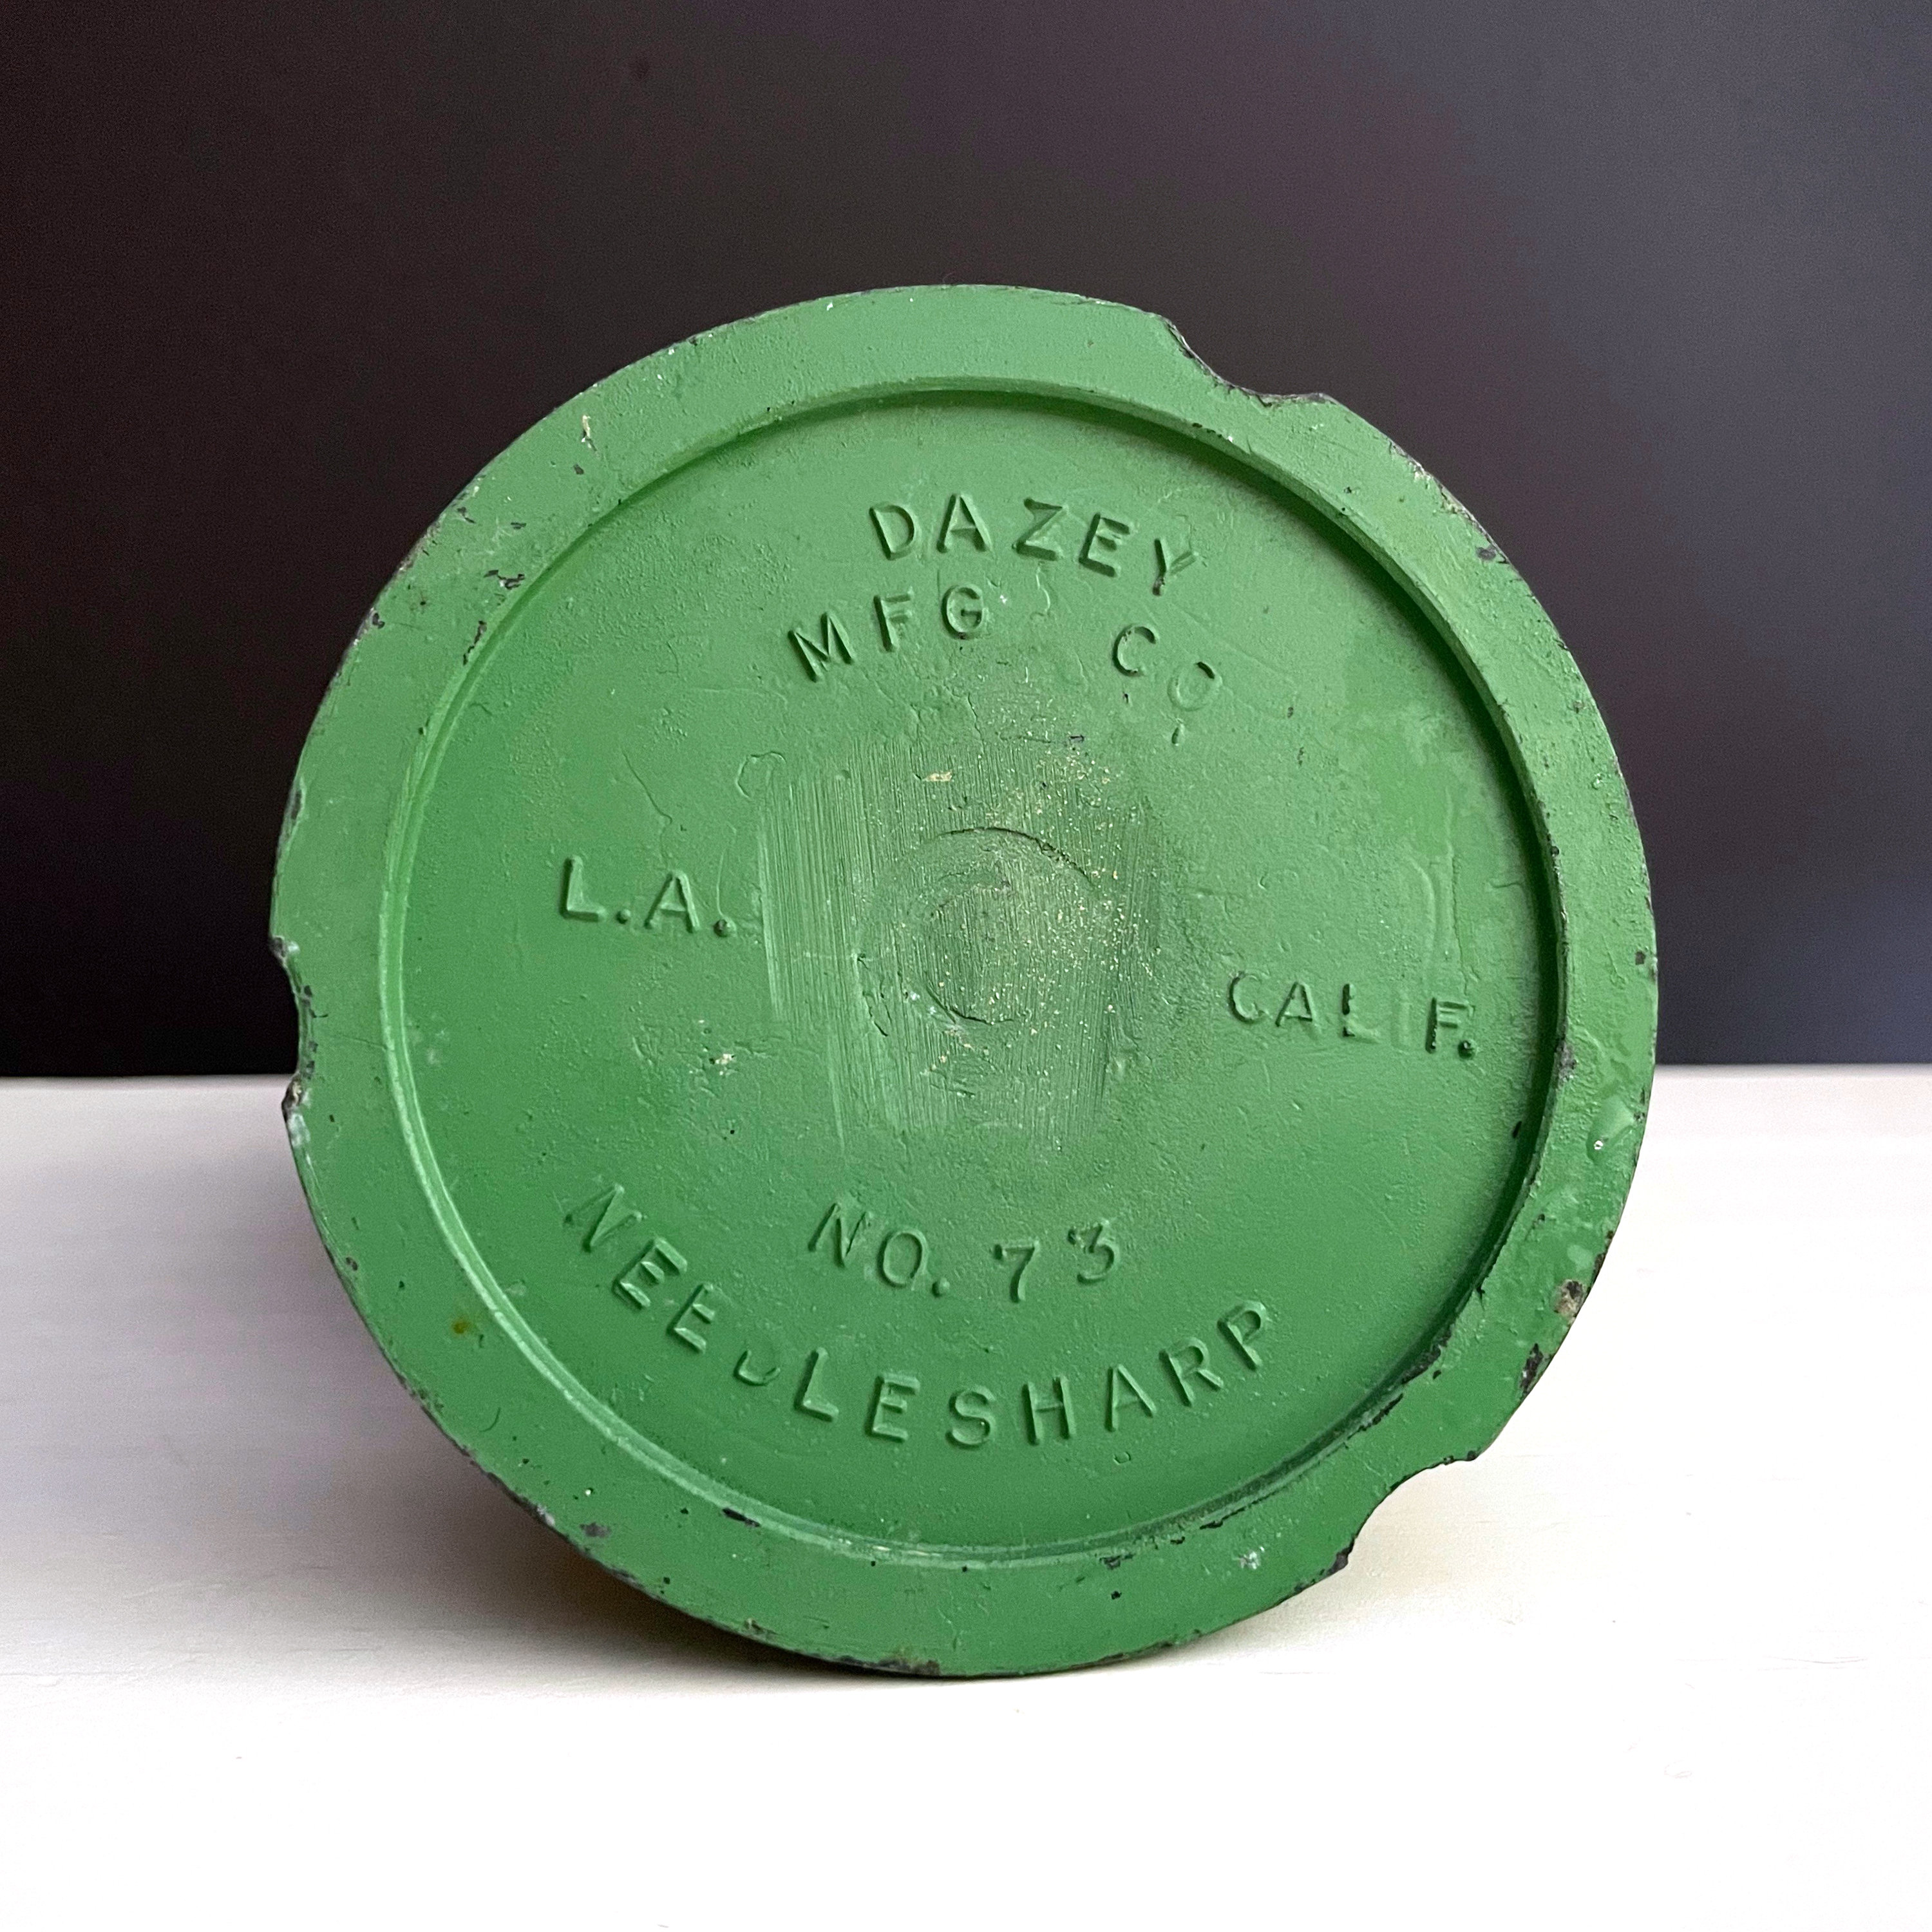 DAZEY
MFG CO
L.A. CALIF.
NO. 73
NEEDLESHARP